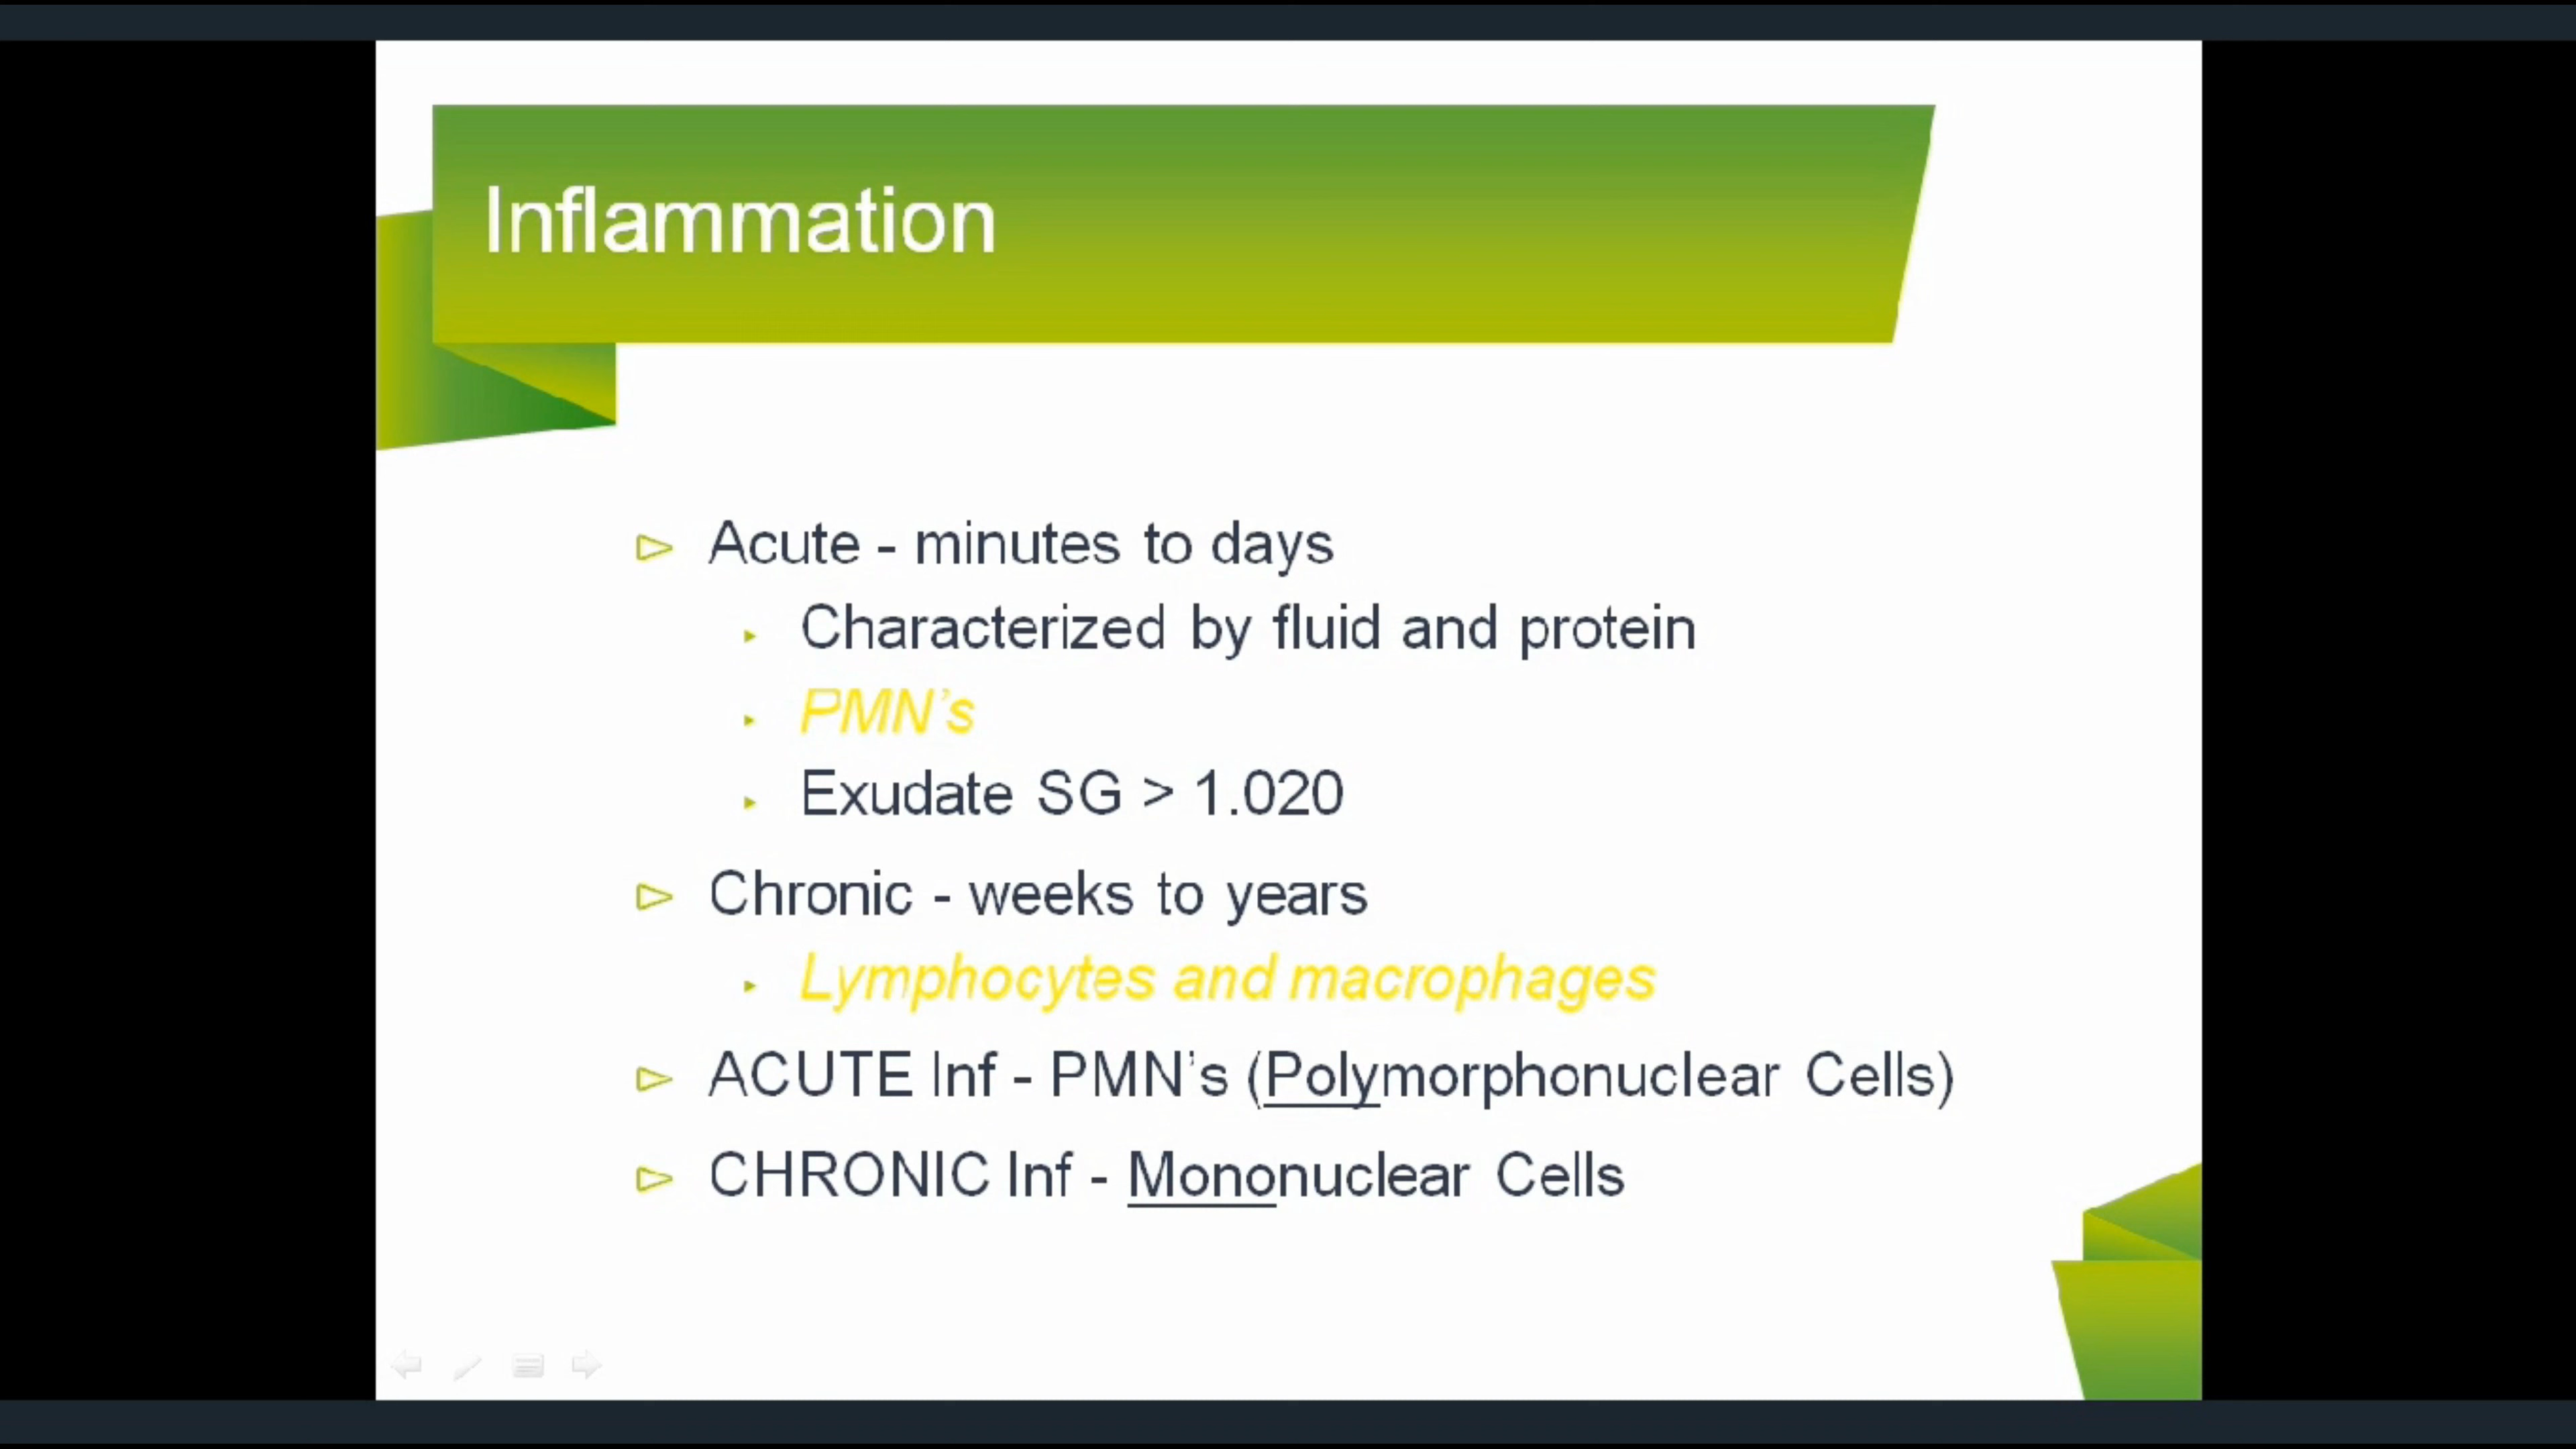 Inflammation
Acute - minutes to days
Characterized by fluid and protein
PMN's
Exudate SG > 1.020
Chronic - weeks to years
Lymphocytes and macrophages
ACUTE Inf - PMN's (Polymorphonuclear Cells)
CHRONIC Inf - Mononuclear Cells